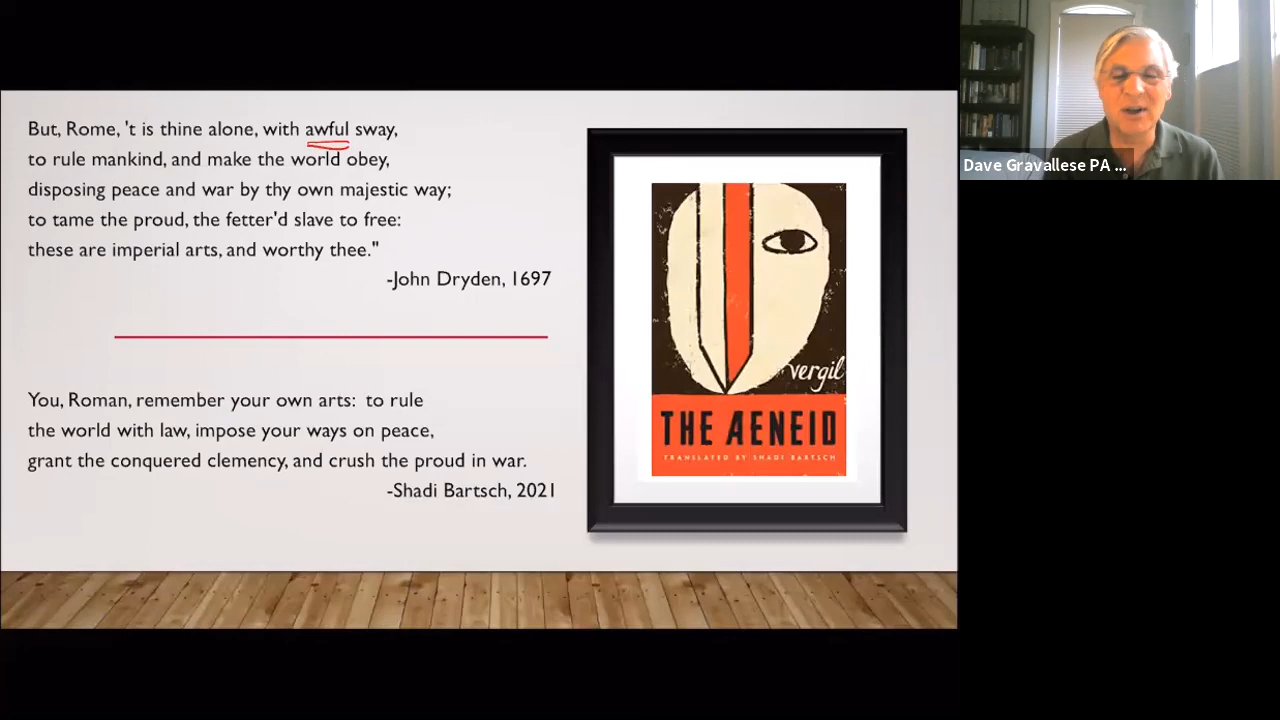 But, Rome, 't is thine alone, with awful sway,
to rule mankind, and make the world obey,
disposing peace and war by thy own majestic way;
to tame the proud, the fetter'd slave to free:
these are imperial arts, and worthy thee."
-John Dryden, 1697
You, Roman, remember your own arts: to rule
the world with law, impose your ways on peace,
grant the conquered clemency, and crush the proud in war.
-Shadi Bartsch, 2021
vergil
THE AENEID
TRANSLATED BY SHADI BARTSCH
Dave Gravallese PA ...